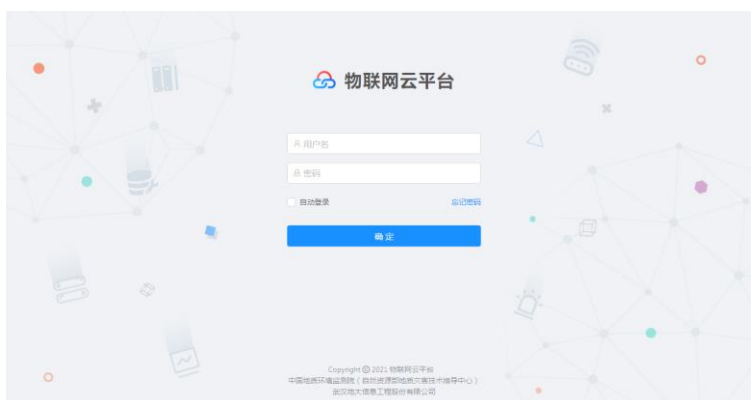 物联网云平台
用户名
密码
自动登录 忘记密码
确定
Copyright © 2021 物联网云平台
中国地质环境监测院（自然资源部地质灾害技术指导中心）
武汉地大信息工程股份有限公司